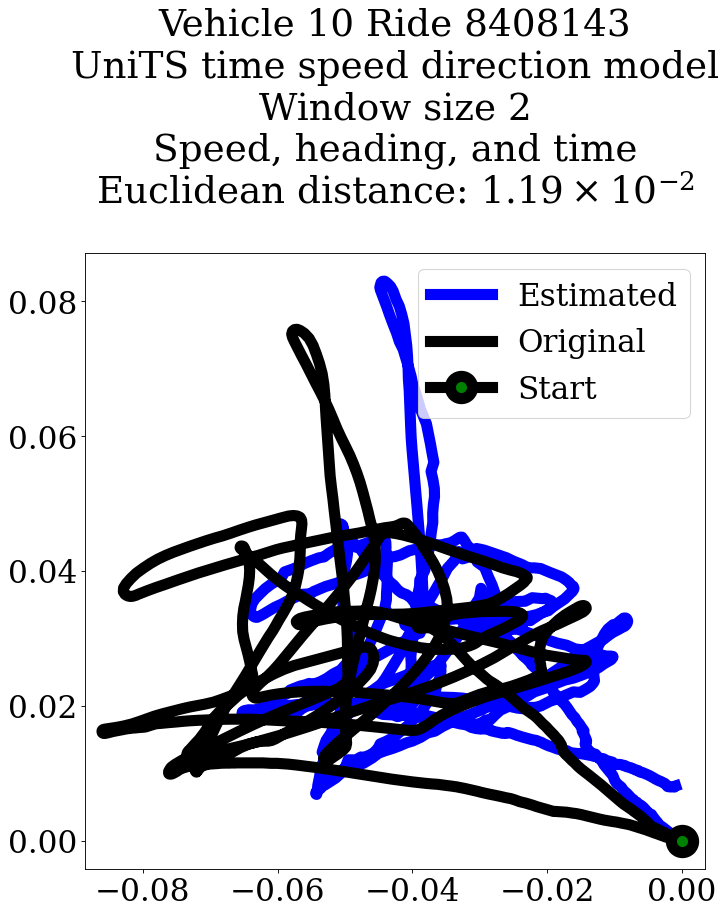 Vehicle 10 Ride 8408143
UniTS time speed direction model
Window size 2
Speed, heading, and time
Euclidean distance: 1.19 × 10⁻²
Estimated
Original
Start
0.08
0.06
0.04
0.02
0.00
−0.08 −0.06 −0.04 −0.02 0.00